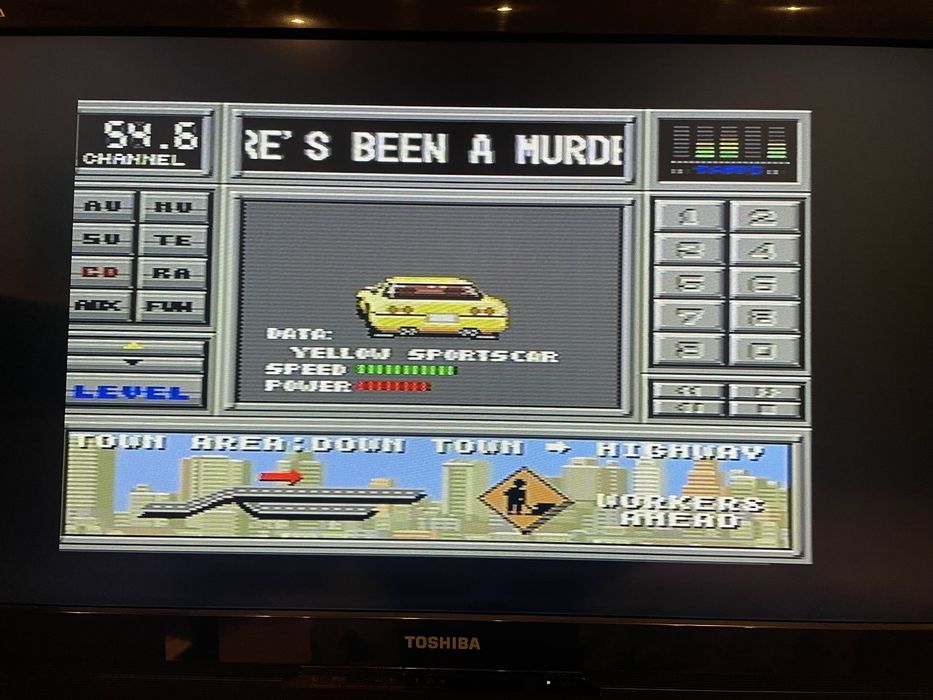 54.6
CHANNEL
RE'S BEEN A MURDE
AV HV
SV TE
CD RA
AUX FVW
LEVEL
1 2
3 4
5 6
7 8
9 0
DATA:
YELLOW SPORTSCAR
SPEED
POWER
TOWN AREA:DOWN TOWN → HIGHWAY
WORKERS
AHEAD
TOSHIBA